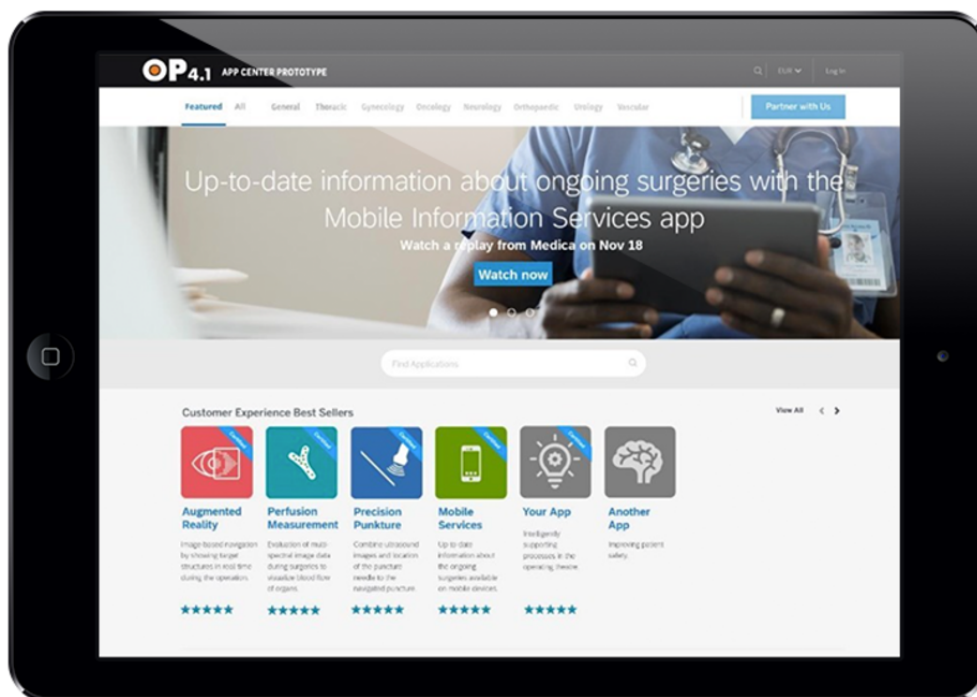 OP4.1 APP CENTER PROTOTYPE
EUR
Log In
Featured All General Thoracic Gynecology Oncology Neurology Orthopaedic Urology Vascular
Partner with Us
Up-to-date information about ongoing surgeries with the
Mobile Information Services app
Watch a replay from Medica on Nov 18
Watch now
Find Applications
Customer Experience Best Sellers
View All
Certified
Certified
Certified
Certified
Certified
Augmented
Reality
Image-based navigation
by showing target
structures in real time
during the operation.
Perfusion
Measurement
Evaluation of multi-
spectral image data
during surgeries to
visualize blood flow
of organs.
Precision
Punkture
Combine ultrasound
images and location
of the puncture
needle to the
navigated puncture.
Mobile
Services
Up-to-date
information about
the ongoing
surgeries available
on mobile devices.
Your App
Intelligently
supporting
processes in the
operating theatre.
Another
App
Improving patient
safety.